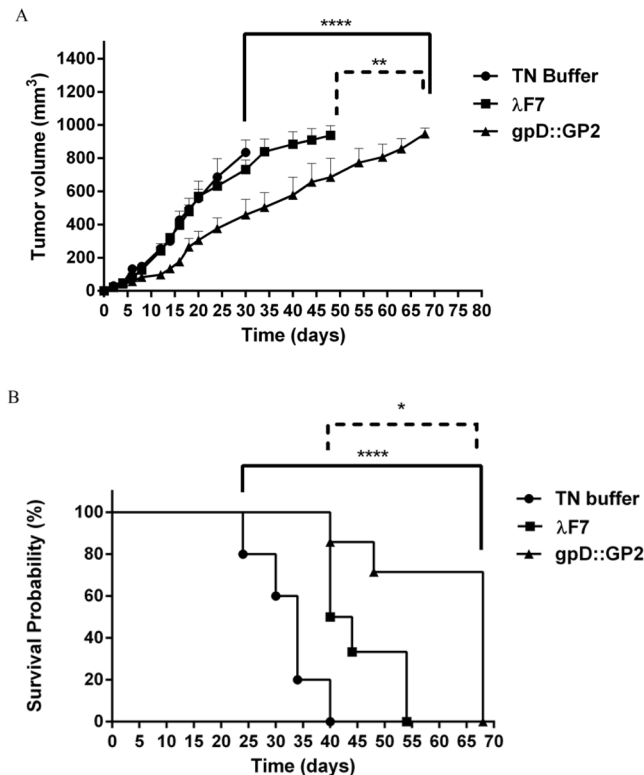 A
****
**
TN Buffer
λF7
gpD::GP2
Tumor volume (mm³)
1400
1200
1000
800
600
400
200
0
0 5 10 15 20 25 30 35 40 45 50 55 60 65 70 75 80
Time (days)
B
*
****
TN buffer
λF7
gpD::GP2
Survival Probability (%)
100
80
60
40
20
0
0 5 10 15 20 25 30 35 40 45 50 55 60 65 70
Time (days)